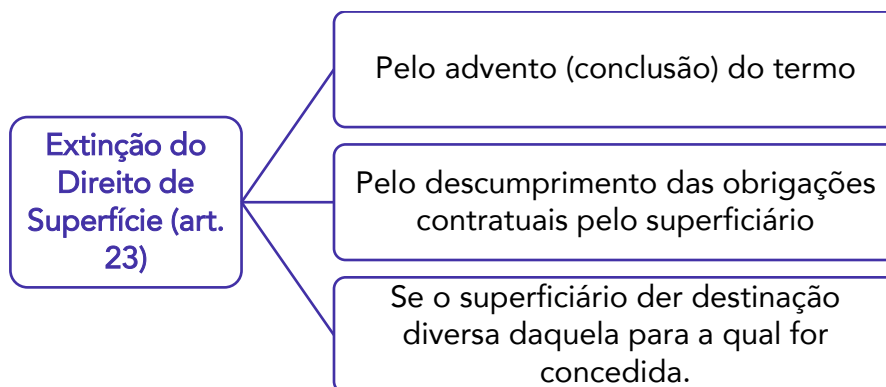 Extinção do
Direito de
Superfície (art.
23)
Pelo advento (conclusão) do termo
Pelo descumprimento das obrigações
contratuais pelo superficiário
Se o superficiário der destinação
diversa daquela para a qual for
concedida.